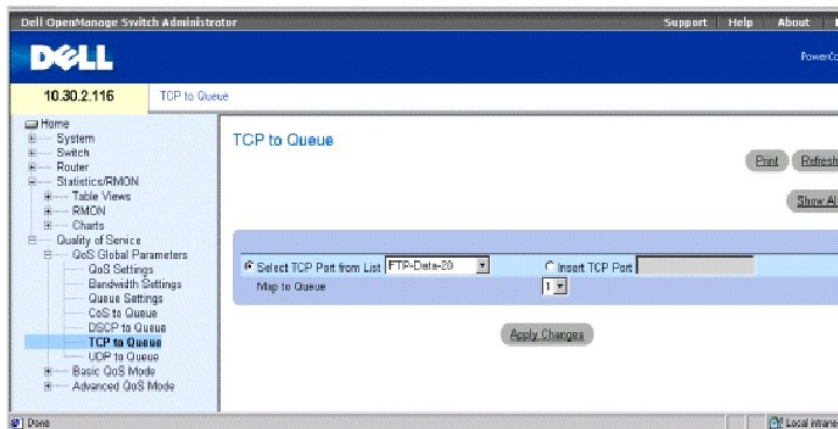 Dell OpenManage Switch Administrator
Support Help About
DELL
PowerCo
10.30.2.116
TCP to Queue
Home
System
Switch
Router
Statistics/RMON
Table Views
RMON
Charts
Quality of Service
QoS Global Parameters
QoS Settings
Bandwidth Settings
Queue Settings
CoS to Queue
DSCP to Queue
TCP to Queue
UDP to Queue
Basic QoS Mode
Advanced QoS Mode
TCP to Queue
Print Refresh
Show Al
Select TCP Port from List FTP-Data-20 Insert TCP Port
Map to Queue 1
Apply Changes
Done
Local intrane